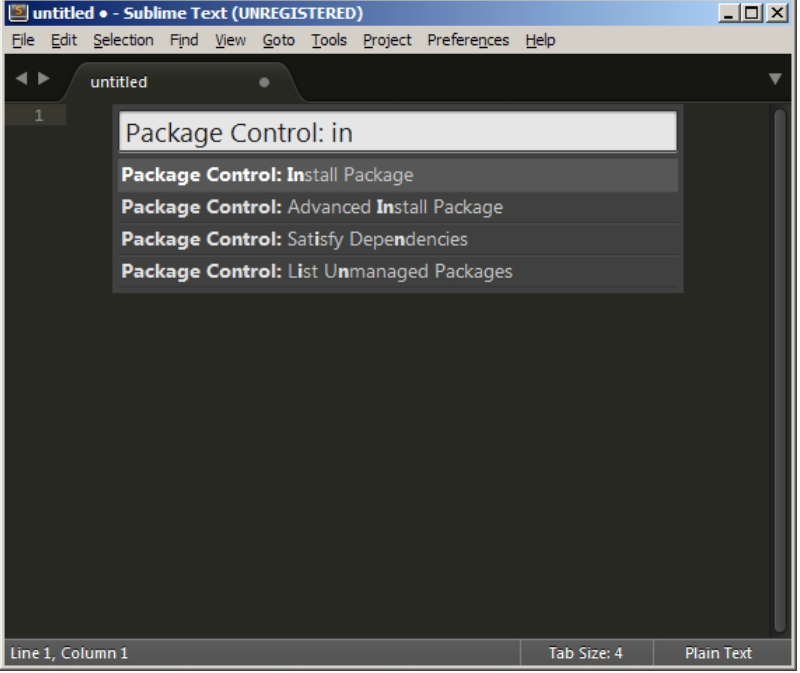 untitled • - Sublime Text (UNREGISTERED)
File Edit Selection Find View Goto Tools Project Preferences Help
untitled
1
Package Control: in
Package Control: Install Package
Package Control: Advanced Install Package
Package Control: Satisfy Dependencies
Package Control: List Unmanaged Packages
Line 1, Column 1 Tab Size: 4 Plain Text